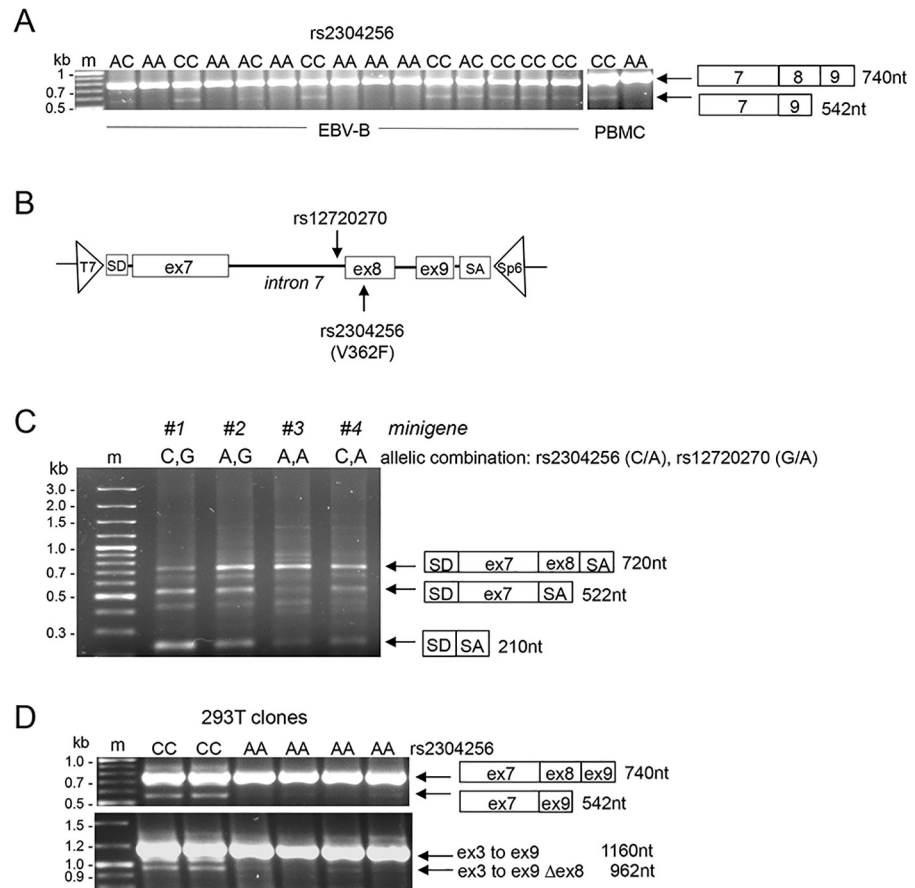 A
rs2304256
kb m AC AA CC AA AC AA CC AA AA AA CC AC CC CC CC CC AA
1 -
0.7 -
0.5 -
7 8 9 740nt
7 9 542nt
EBV-B PBMC
B
rs12720270
T7 SD ex7 ex8 ex9 SA Sp6
intron 7
rs2304256
(V362F)
C
#1 #2 #3 #4 minigene
m C,G A,G A,A C,A allelic combination: rs2304256 (C/A), rs12720270 (G/A)
kb
3.0 -
2.0 -
1.5 -
1.0 -
0.7 -
0.5 -
0.3 -
SD ex7 ex8 SA 720nt
SD ex7 SA 522nt
SD SA 210nt
D
293T clones
kb m CC CC AA AA AA AA rs2304256
1.0 -
0.7 -
0.5 -
ex7 ex8 ex9 740nt
ex7 ex9 542nt
1.5 -
1.0 -
0.9 -
ex3 to ex9 1160nt
ex3 to ex9 Δex8 962nt